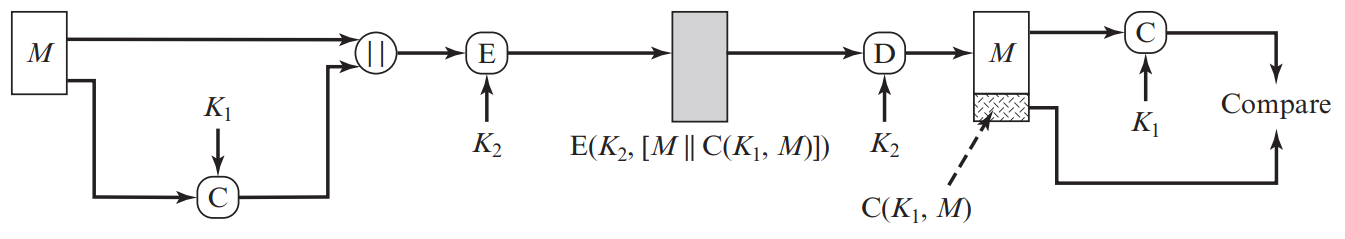 M
||
E
D
M
C
K₁
K₂
E(K₂, [M || C(K₁, M)])
K₂
K₁
Compare
C
C(K₁, M)